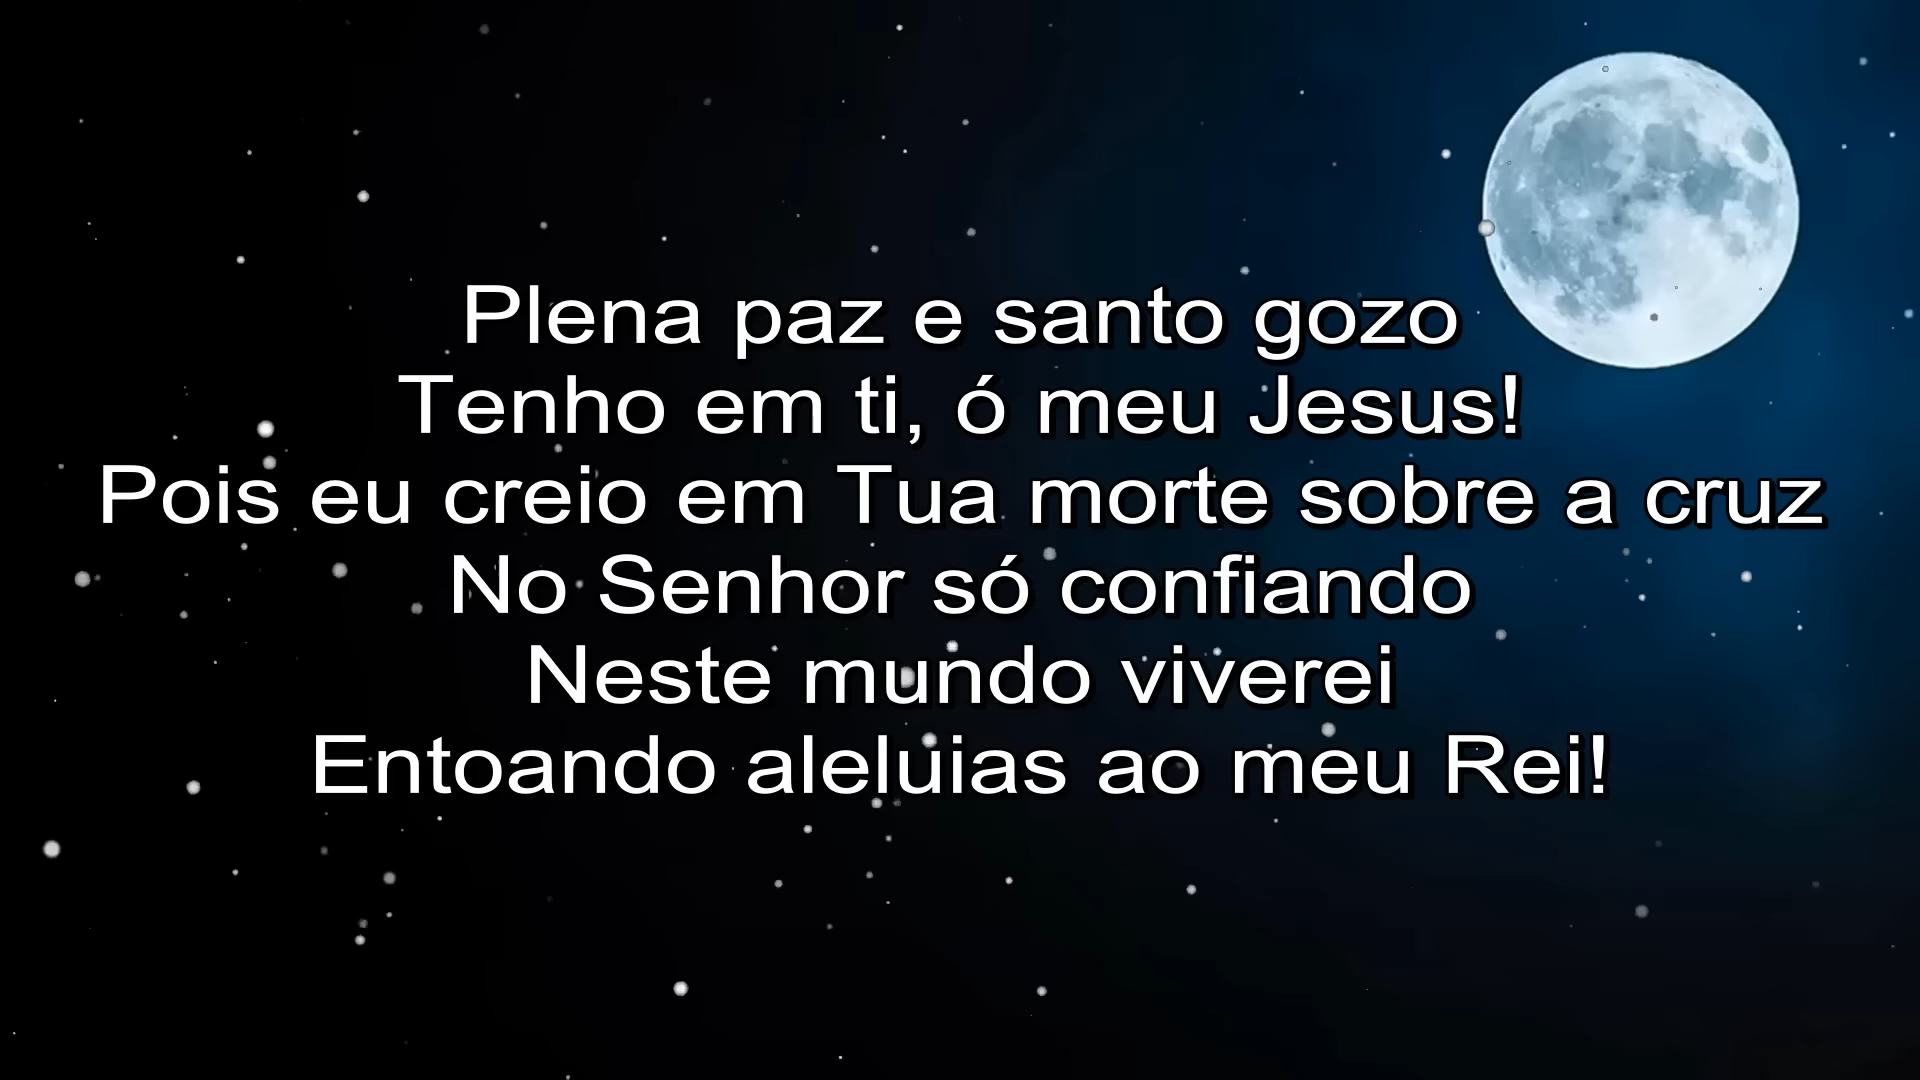 Plena paz e santo gozo
Tenho em ti, ó meu Jesus!
Pois eu creio em Tua morte sobre a cruz
No Senhor só confiando
Neste mundo viverei
Entoando aleluias ao meu Rei!